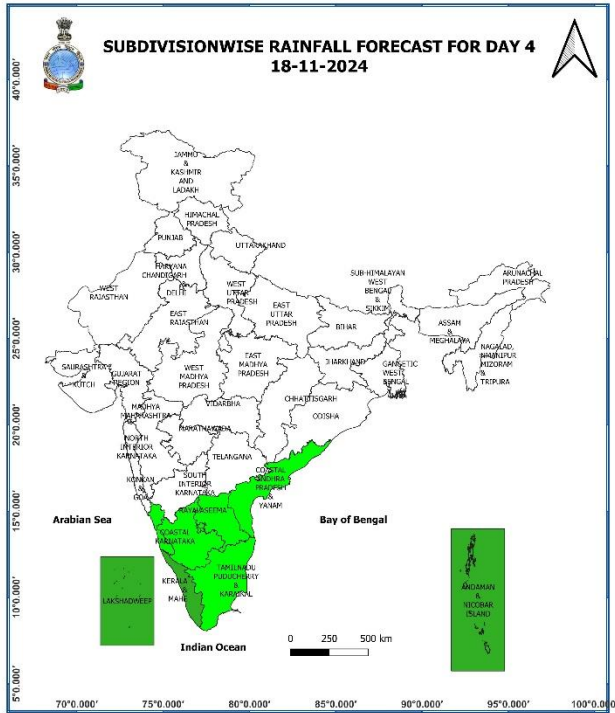 SUBDIVISIONWISE RAINFALL FORECAST FOR DAY 4
18-11-2024
40°0.000'
35°0.000'
30°0.000'
25°0.000'
20°0.000'
15°0.000'
10°0.000'
5°0.000'
JAMMO
&
KASHMIR
AND
LADAKH
HIMACHAL
PRADESH
PUNJAB
UTTARAKHAND
HARYANA
CHANDIGARH
&
DELHI
WEST
RAJASTHAN
WEST
UTTAR
PRADESH
EAST
RAJASTHAN
EAST
UTTAR
PRADESH
SUB-HIMALAYAN
WEST
BENGAL
&
SIKKIM
ARUNACHAL
PRADESH
BIHAR
ASSAM
&
MEGHALAYA
NAGALAD,
MANIPUR
MIZORAM
&
TRIPURA
SAURASHTRA
&
KUTCH
GUJARAT
REGION
WEST
MADHYA
PRADESH
EAST
MADHYA
PRADESH
JHARKHAND
GANGETIC
WEST
BENGAL
CHHATTISGARH
ODISHA
VIDARBHA
MADHYA
MAHARASHTRA
MARATHAWADA
NORTH
INTERIOR
KARNATAKA
TELANGANA
KONKAN
&
GOA
SOUTH
INTERIOR
KARNATAKA
COASTAL
ANDHRA
PRADESH
&
YANAM
RAYALASEEMA
Arabian Sea
Bay of Bengal
COASTAL
KARNATAKA
TAMILNADU
PUDUCHERRY
&
KARAIKAL
KERALA
&
MAHE
LAKSHADWEEP
ANDAMAN
&
NICOBAR
ISLAND
Indian Ocean
0 250 500 km
70°0.000' 75°0.000' 80°0.000' 85°0.000' 90°0.000' 95°0.000' 100°0.00